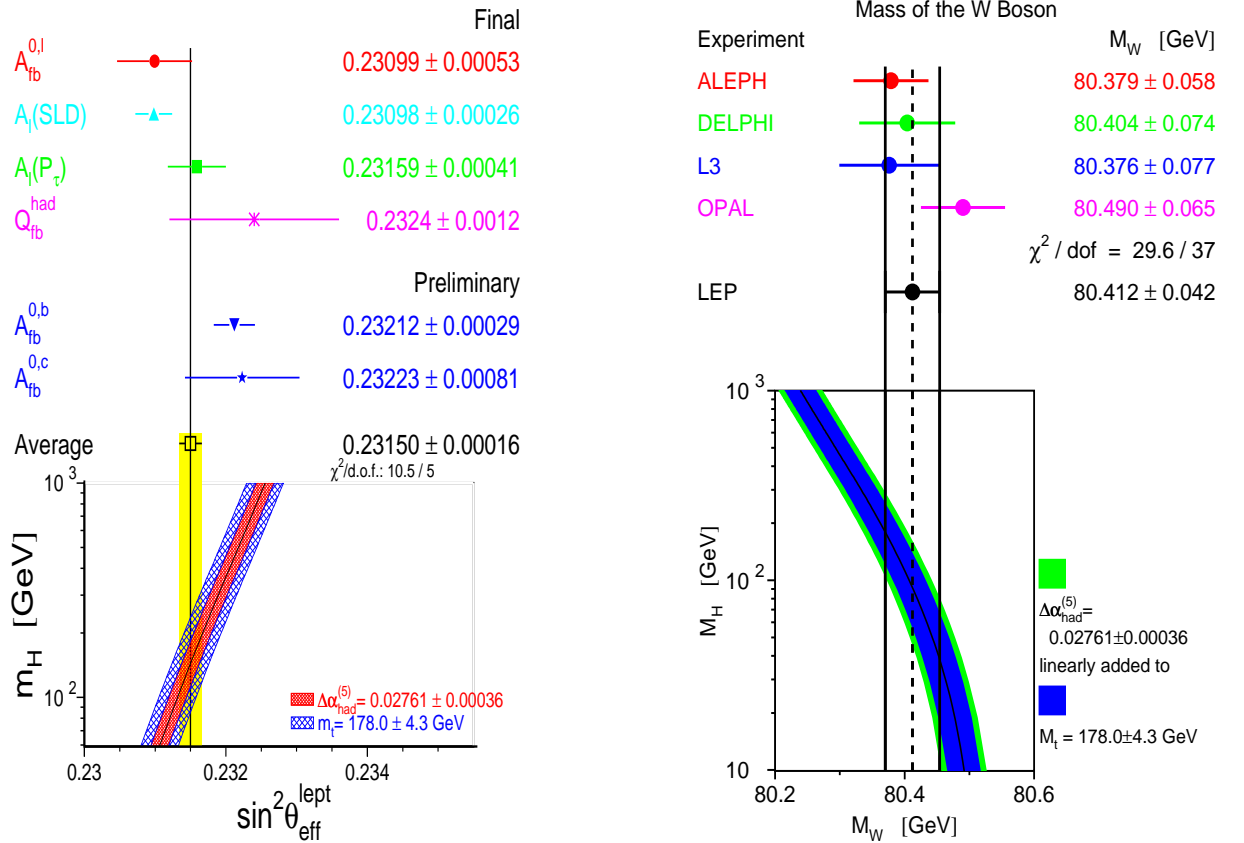 Final
A_fb^0,l 0.23099 ± 0.00053
A_l(SLD) 0.23098 ± 0.00026
A_l(P_τ) 0.23159 ± 0.00041
Q_fb^had 0.2324 ± 0.0012
Preliminary
A_fb^0,b 0.23212 ± 0.00029
A_fb^0,c 0.23223 ± 0.00081
Average 0.23150 ± 0.00016
χ²/d.o.f.: 10.5 / 5
10³
10²
m_H [GeV]
Δα_had^(5)= 0.02761 ± 0.00036
m_t= 178.0 ± 4.3 GeV
0.23 0.232 0.234
sin²θ_eff^lept
Mass of the W Boson
Experiment M_W [GeV]
ALEPH 80.379 ± 0.058
DELPHI 80.404 ± 0.074
L3 80.376 ± 0.077
OPAL 80.490 ± 0.065
χ² / dof = 29.6 / 37
LEP 80.412 ± 0.042
10³
10²
10
M_H [GeV]
Δα_had^(5)=
0.02761±0.00036
linearly added to
M_t = 178.0±4.3 GeV
80.2 80.4 80.6
M_W [GeV]